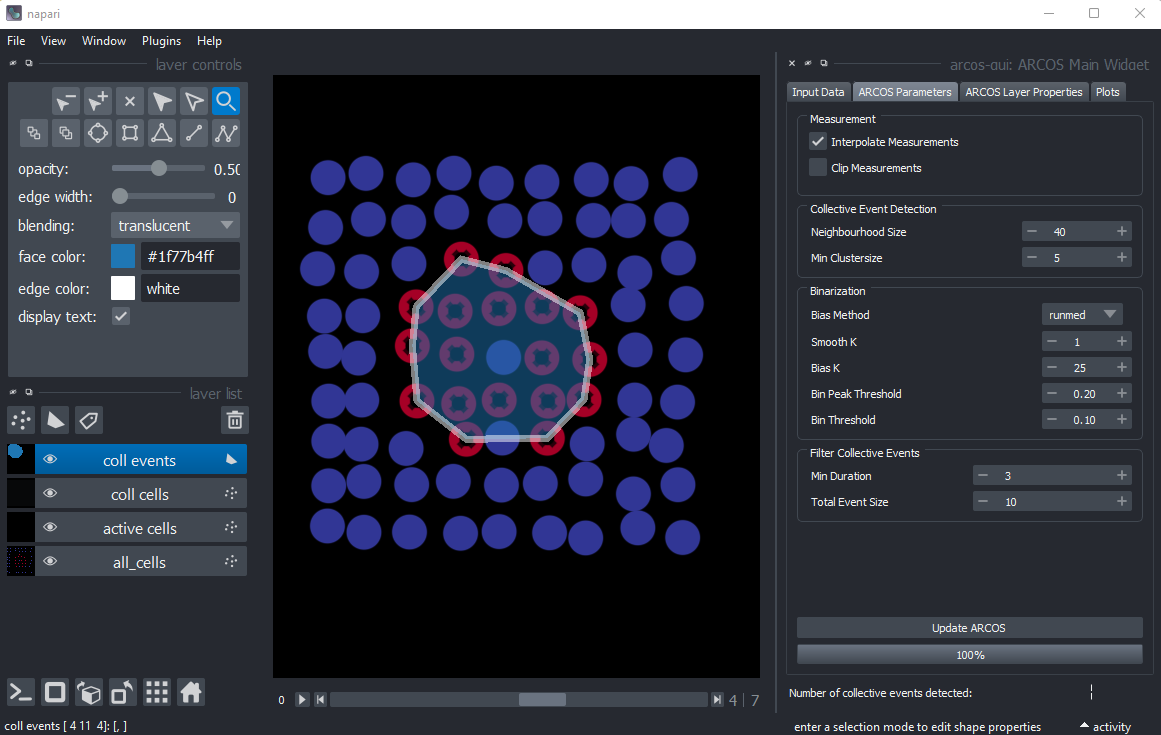 napari
File View Window Plugins Help
layer controls
opacity: 0.50
edge width: 0
blending: translucent
face color: #1f77b4ff
edge color: white
display text:
layer list
coll events
coll cells
active cells
all_cells
0 4 7
coll events [ 4 11 4]: [, ]
arcos-gui: ARCOS Main Widget
Input Data ARCOS Parameters ARCOS Layer Properties Plots
Measurement
Interpolate Measurements
Clip Measurements
Collective Event Detection
Neighbourhood Size 40
Min Clustersize 5
Binarization
Bias Method runmed
Smooth K 1
Bias K 25
Bin Peak Threshold 0.20
Bin Threshold 0.10
Filter Collective Events
Min Duration 3
Total Event Size 10
Update ARCOS
100%
Number of collective events detected:
enter a selection mode to edit shape properties
activity